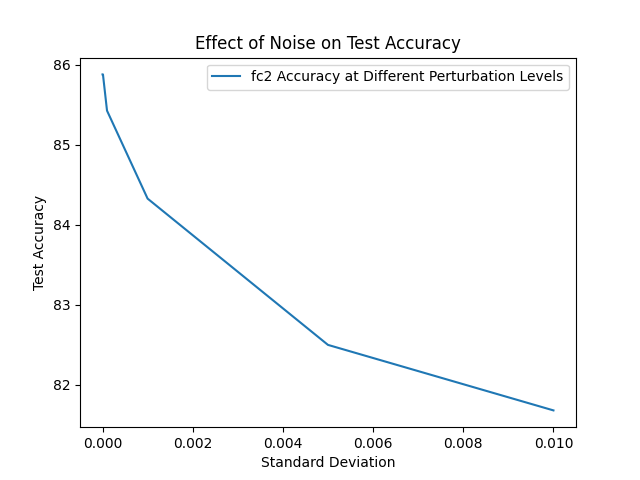 Effect of Noise on Test Accuracy
fc2 Accuracy at Different Perturbation Levels
86
85
84
83
82
Test Accuracy
0.000 0.002 0.004 0.006 0.008 0.010
Standard Deviation